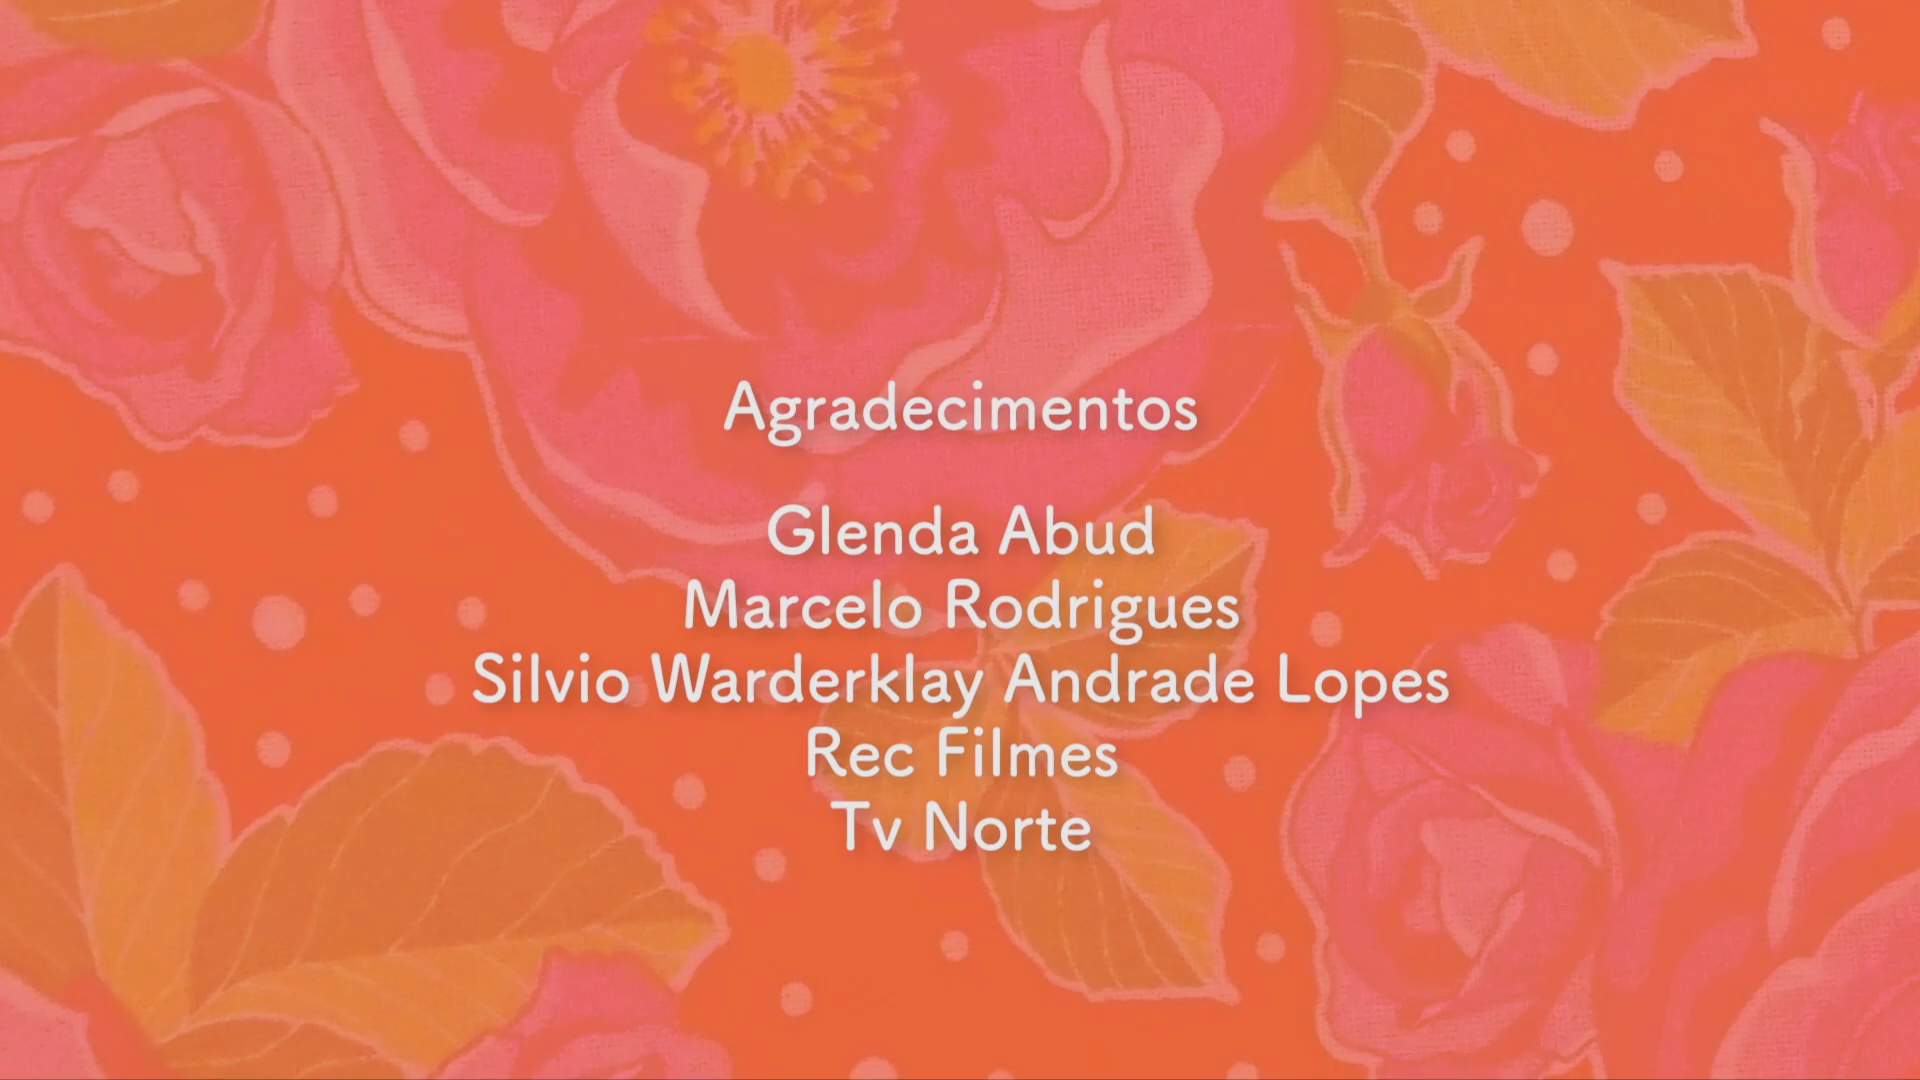 Agradecimentos
Glenda Abud
Marcelo Rodrigues
Silvio Warderklay Andrade Lopes
Rec Filmes
Tv Norte